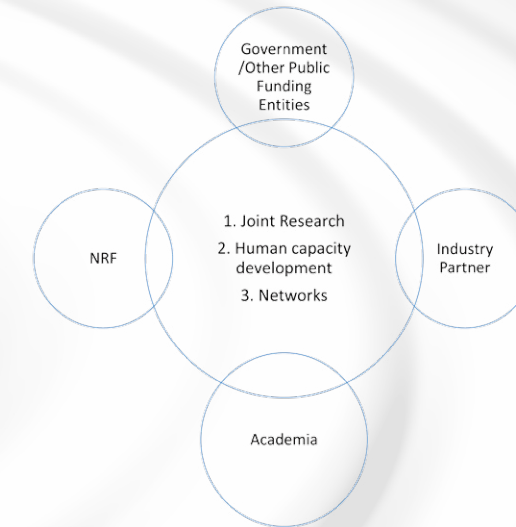 Government
/Other Public
Funding
Entities
1. Joint Research
2. Human capacity
development
3. Networks
NRF
Industry
Partner
Academia